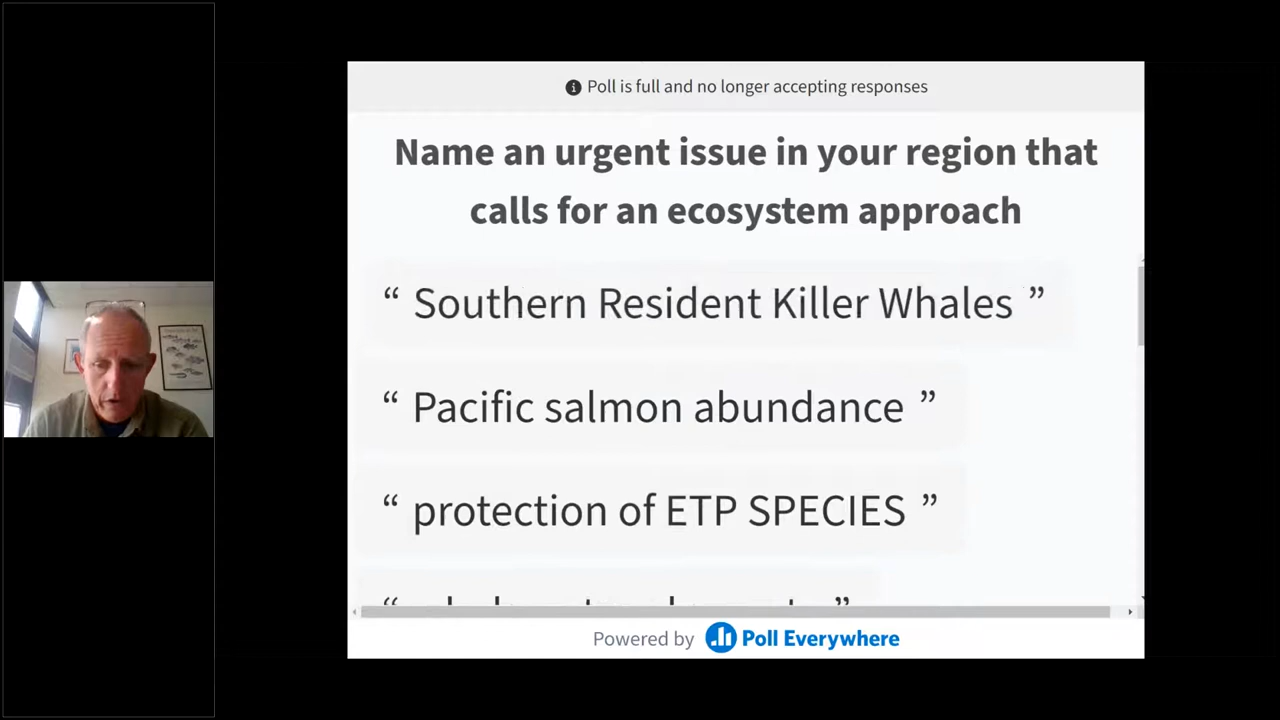 Poll is full and no longer accepting responses
Name an urgent issue in your region that
calls for an ecosystem approach
“ Southern Resident Killer Whales ”
“ Pacific salmon abundance ”
“ protection of ETP SPECIES ”
Powered by Poll Everywhere